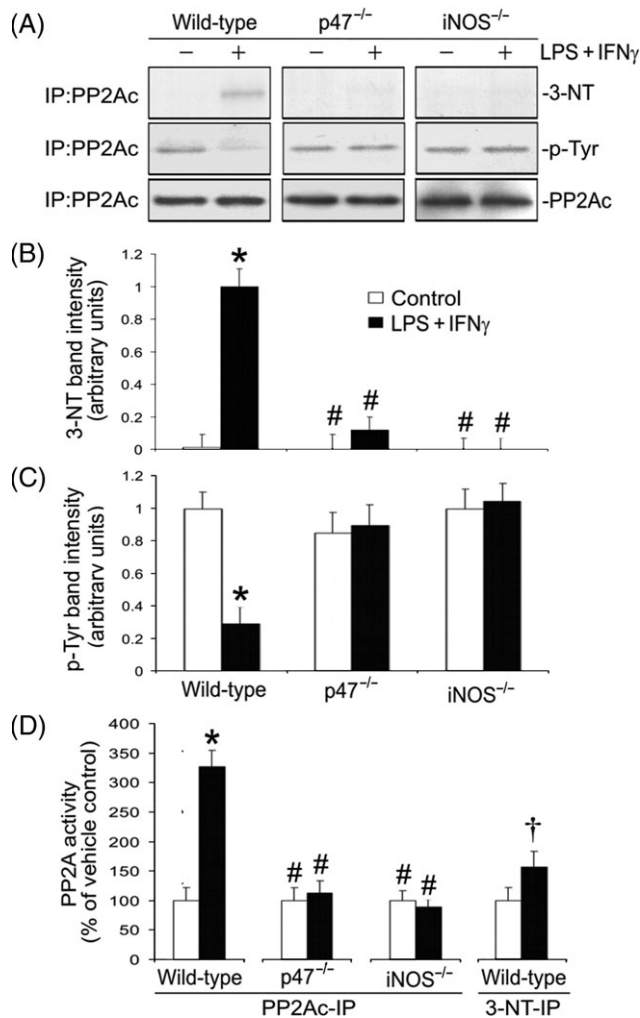 (A)
Wild-type p47−/− iNOS−/−
− + − + − + LPS + IFNγ
IP:PP2Ac -3-NT
IP:PP2Ac -p-Tyr
IP:PP2Ac -PP2Ac
(B)
3-NT band intensity
(arbitrary units)
1.2
1
0.8
0.6
0.4
0.2
0
*
# # # #
Control
LPS + IFNγ
(C)
p-Tyr band intensity
(arbitrary units)
1.2
1
0.8
0.6
0.4
0.2
0
*
Wild-type p47−/− iNOS−/−
(D)
PP2A activity
(% of vehicle control)
400
350
300
250
200
150
100
50
0
*
# # # #
†
Wild-type p47−/− iNOS−/− Wild-type
PP2Ac-IP 3-NT-IP